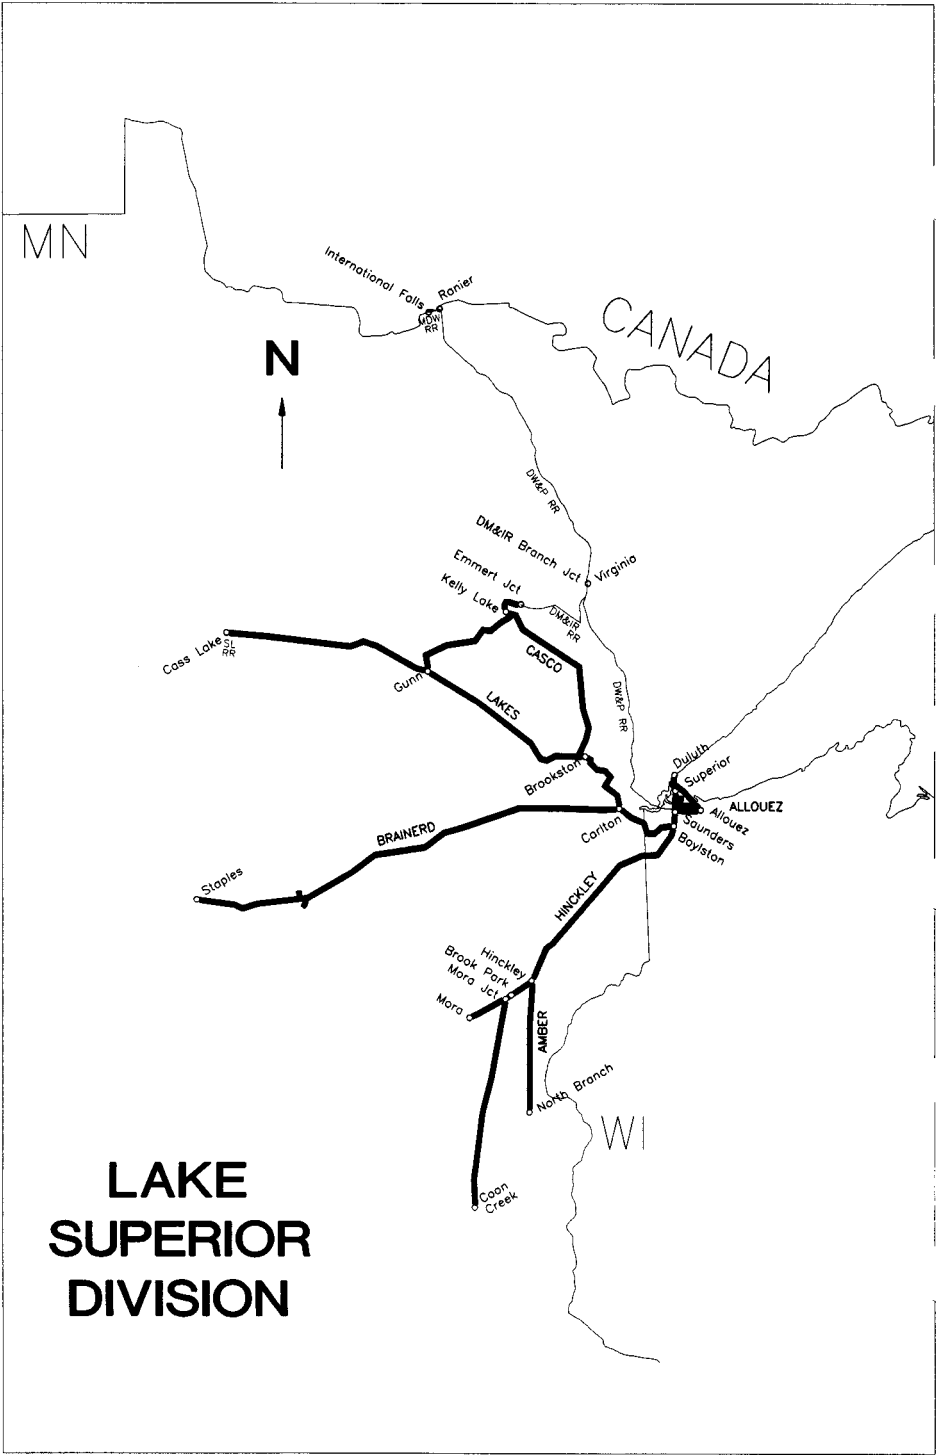 MN
International Falls
Ranier
MDW
RR
CANADA
N
DW&P RR
DM&IR Branch Jct
Virginia
Emmert Jct
Kelly Lake
DM&IR
RR
Cass Lake
SL
RR
CASCO
Gunn
LAKES
DW&P RR
Brookston
Duluth
Superior
Allouez
ALLOUEZ
Carlton
Saunders
Boylston
BRAINERD
Staples
HINCKLEY
Hinckley
Brook Park
Mora Jct
Mora
AMBER
North Branch
WI
Coon
Creek
LAKE
SUPERIOR
DIVISION